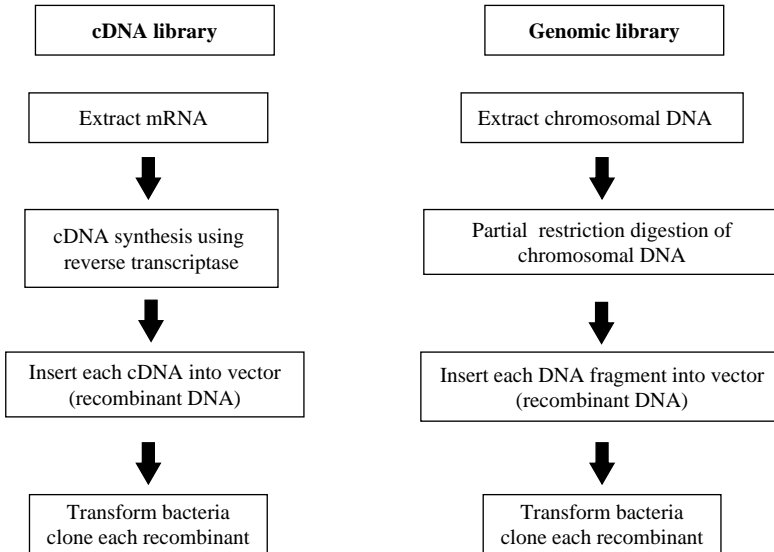 cDNA library
Extract mRNA
cDNA synthesis using
reverse transcriptase
Insert each cDNA into vector
(recombinant DNA)
Transform bacteria
clone each recombinant
Genomic library
Extract chromosomal DNA
Partial restriction digestion of
chromosomal DNA
Insert each DNA fragment into vector
(recombinant DNA)
Transform bacteria
clone each recombinant